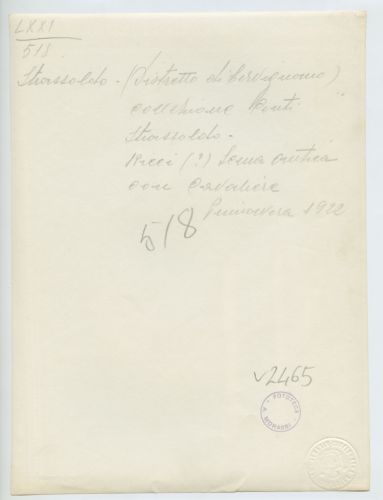 LXXI
518
Strassoldo - (Distretto di Cervignano)
collezione Conti
Strassoldo -
Ricci (?) Scena antica
con Cavaliere
Primavera 1922
518
v2465
FOTOTECA
A. MORASSI